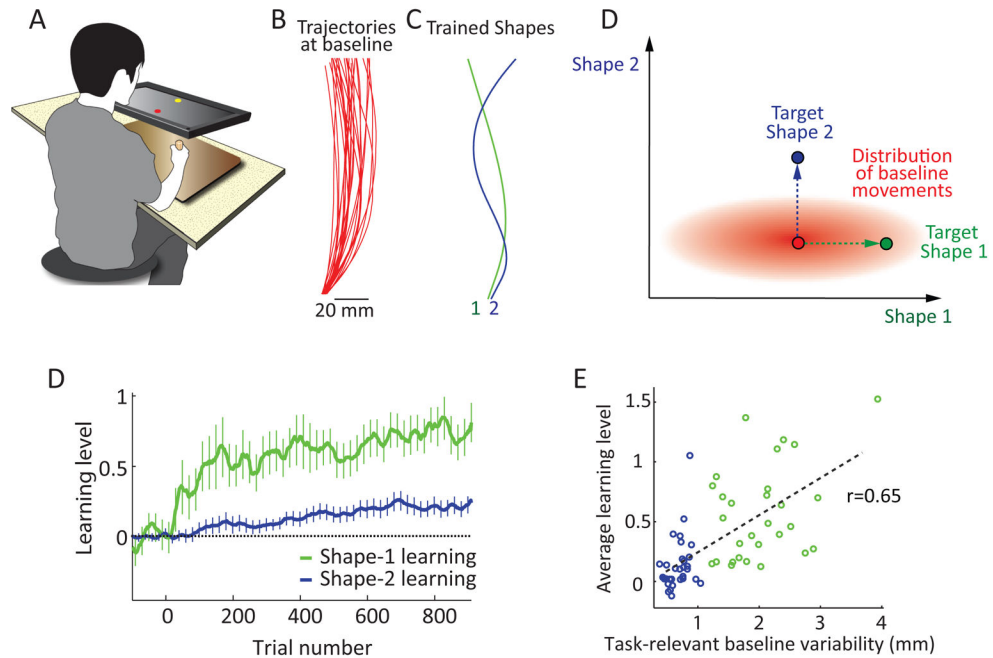 A
B
Trajectories
at baseline
20 mm
C
Trained Shapes
1 2
D
Shape 2
Target
Shape 2
Distribution
of baseline
movements
Target
Shape 1
Shape 1
D
Learning level
1
0.5
0
Shape-1 learning
Shape-2 learning
0 200 400 600 800
Trial number
E
Average learning level
1.5
1
0.5
0
r=0.65
1 2 3 4
Task-relevant baseline variability (mm)